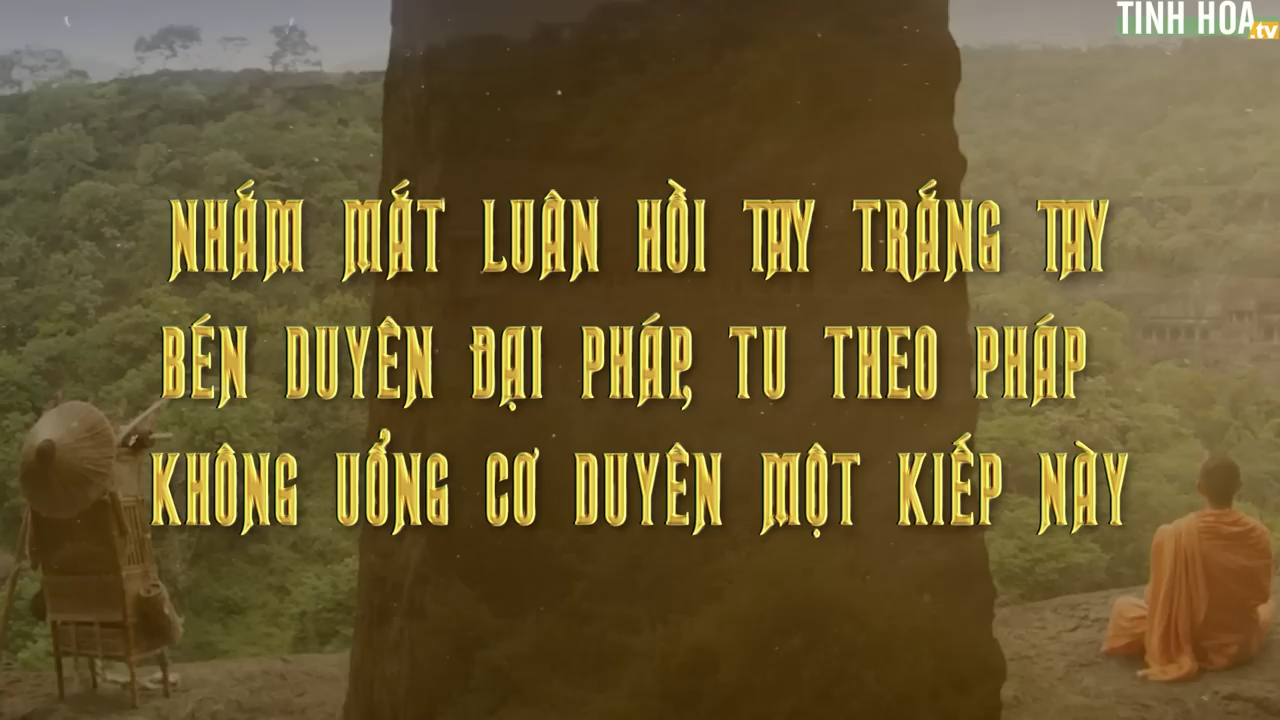 TINH HOA.tv
NHẮM MẮT LUÂN HỒI TAY TRẮNG TAY
BÉN DUYÊN ĐẠI PHÁP, TU THEO PHÁP
KHÔNG UỔNG CƠ DUYÊN MỘT KIẾP NÀY